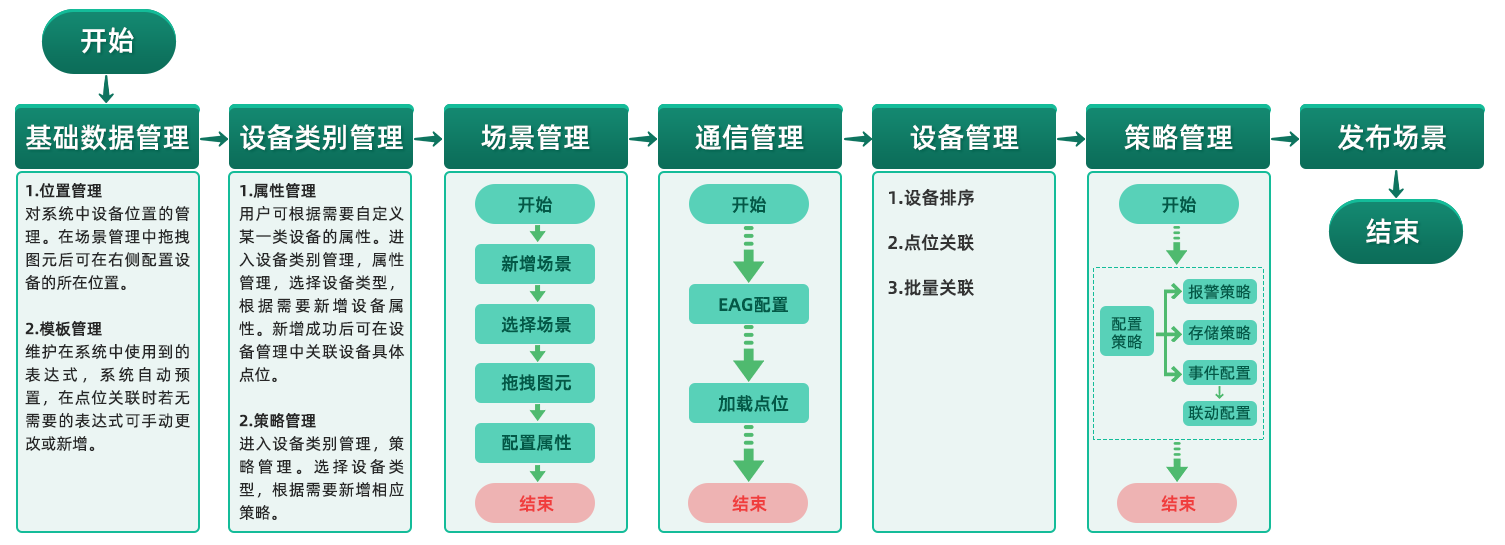 开始
基础数据管理
1.位置管理
对系统中设备位置的管
理。在场景管理中拖拽
图元后可在右侧配置设
备的所在位置。
2.模板管理
维护在系统中使用到的
表达式，系统自动预
置，在点位关联时若无
需要的表达式可手动更
改或新增。
设备类别管理
1.属性管理
用户可根据需要自定义
某一类设备的属性。进
入设备类别管理，属性
管理，选择设备类型，
根据需要新增设备属
性。新增成功后可在设
备管理中关联设备具体
点位。
2.策略管理
进入设备类别管理，策
略管理。选择设备类
型，根据需要新增相应
策略。
场景管理
开始
新增场景
选择场景
拖拽图元
配置属性
结束
通信管理
开始
EAG配置
加载点位
结束
设备管理
1.设备排序
2.点位关联
3.批量关联
策略管理
开始
配置
策略
报警策略
存储策略
事件配置
联动配置
结束
发布场景
结束